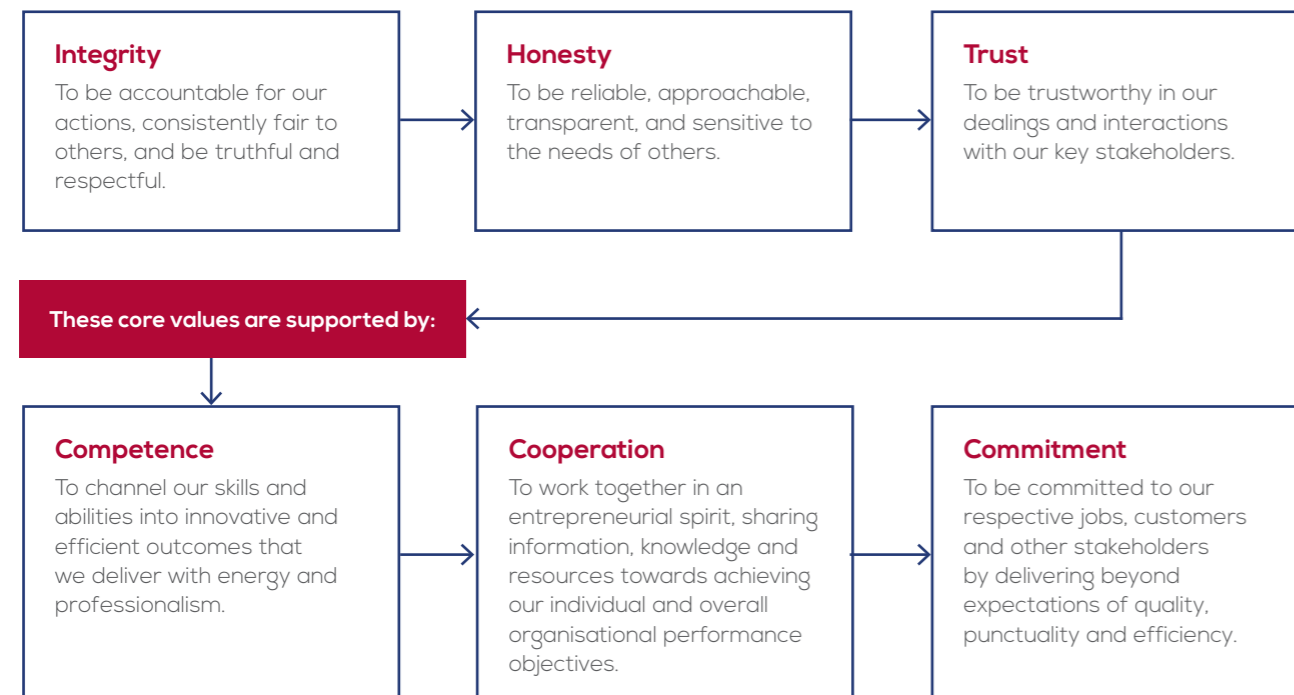 Integrity
To be accountable for our
actions, consistently fair to
others, and be truthful and
respectful.
Honesty
To be reliable, approachable,
transparent, and sensitive to
the needs of others.
Trust
To be trustworthy in our
dealings and interactions
with our key stakeholders.
These core values are supported by:
Competence
To channel our skills and
abilities into innovative and
efficient outcomes that
we deliver with energy and
professionalism.
Cooperation
To work together in an
entrepreneurial spirit, sharing
information, knowledge and
resources towards achieving
our individual and overall
organisational performance
objectives.
Commitment
To be committed to our
respective jobs, customers
and other stakeholders
by delivering beyond
expectations of quality,
punctuality and efficiency.